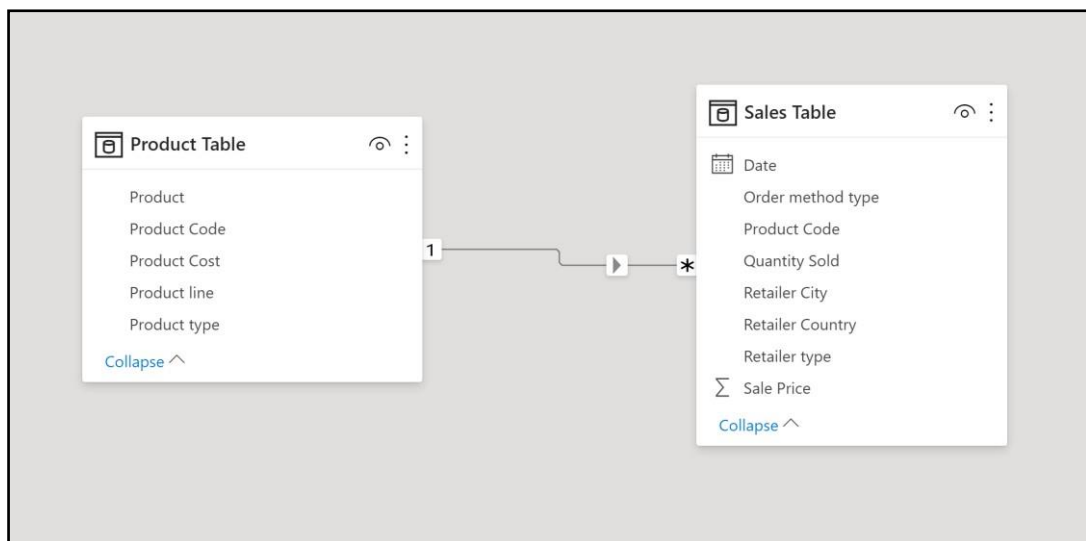 Product Table
Product
Product Code
Product Cost
Product line
Product type
Collapse
1
*
Sales Table
Date
Order method type
Product Code
Quantity Sold
Retailer City
Retailer Country
Retailer type
Σ Sale Price
Collapse